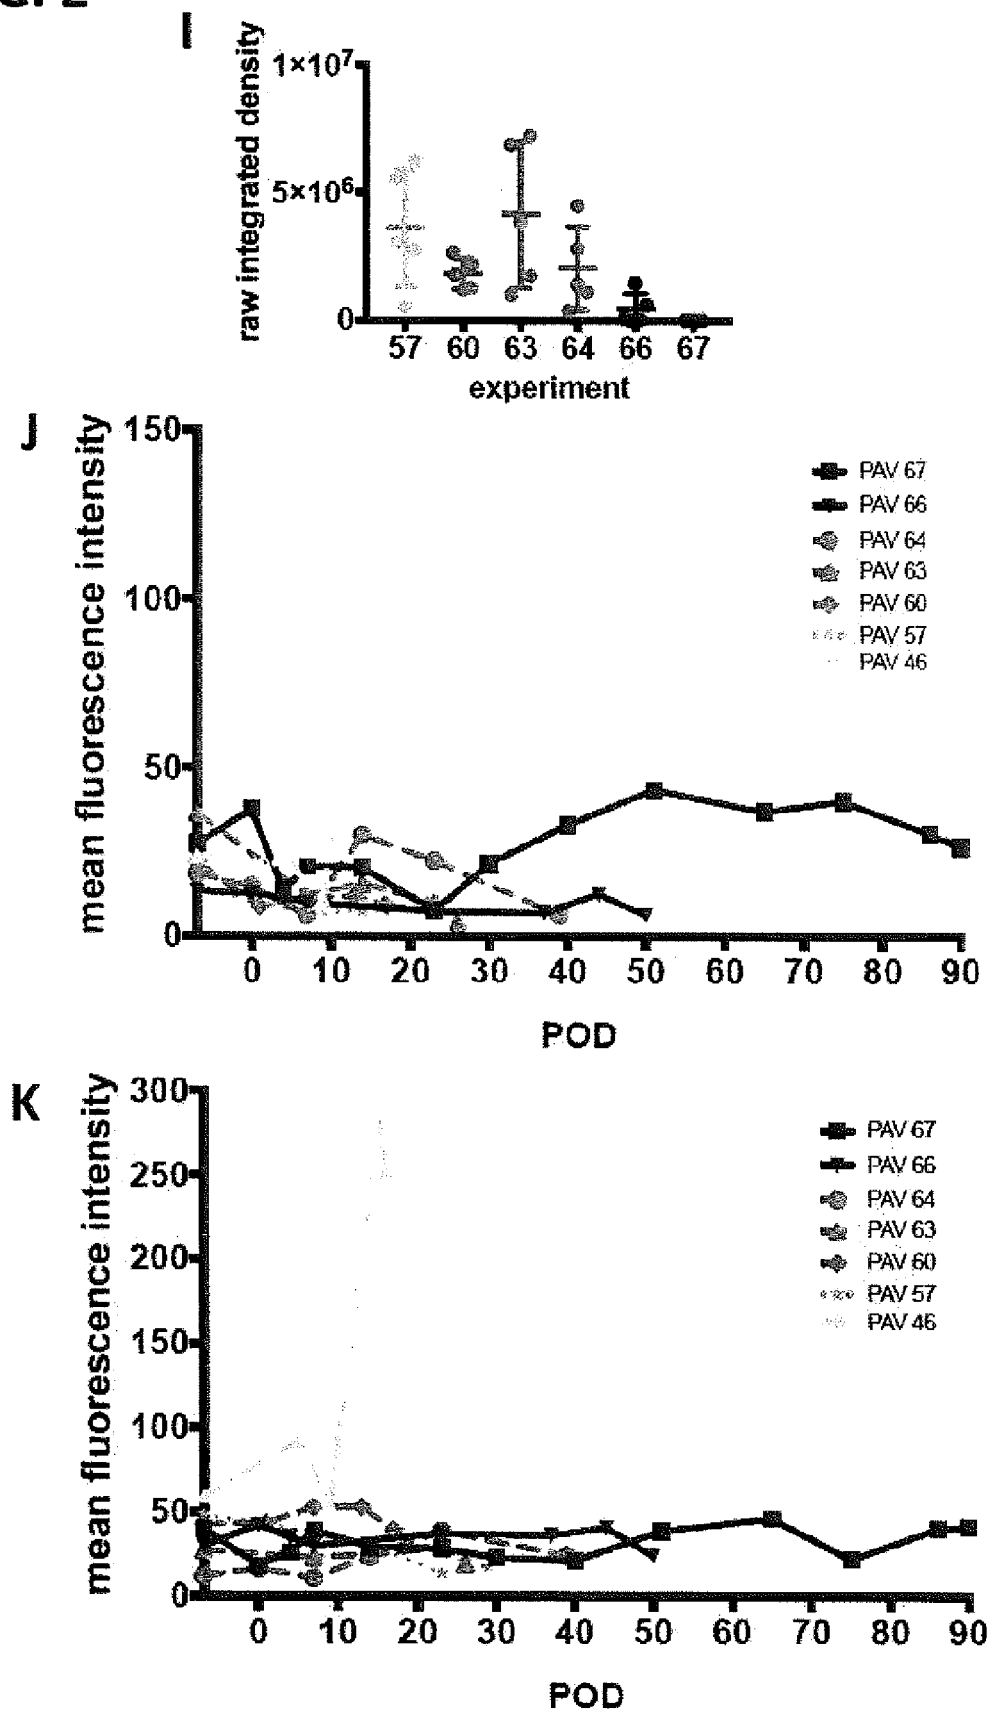 I
raw integrated density
1×10⁷
5×10⁶
0
57 60 63 64 66 67
experiment
J
mean fluorescence intensity
150
100
50
0
PAV 67
PAV 66
PAV 64
PAV 63
PAV 60
PAV 57
PAV 46
0 10 20 30 40 50 60 70 80 90
POD
K
mean fluorescence intensity
300
250
200
150
100
50
0
PAV 67
PAV 66
PAV 64
PAV 63
PAV 60
PAV 57
PAV 46
0 10 20 30 40 50 60 70 80 90
POD